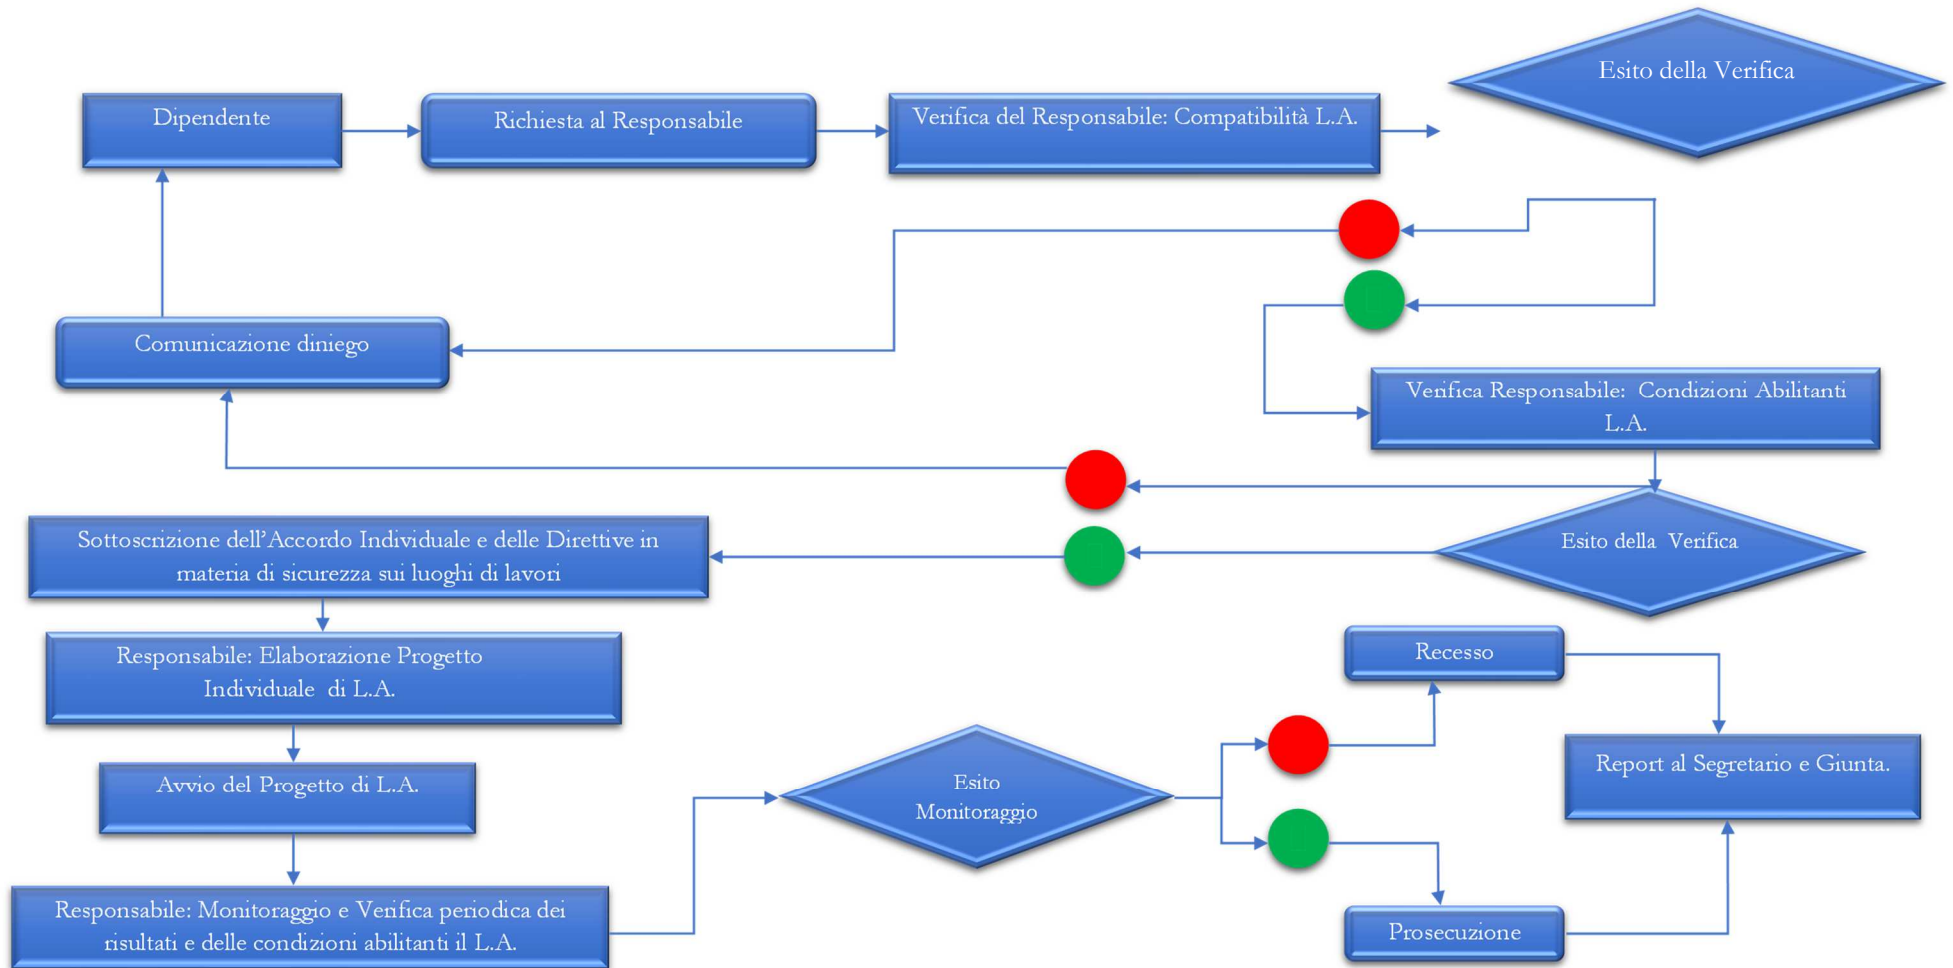 Dipendente
Richiesta al Responsabile
Verifica del Responsabile: Compatibilità L.A.
Esito della Verifica
Comunicazione diniego
Verifica Responsabile:  Condizioni Abilitanti
L.A.
Esito della  Verifica
Sottoscrizione dell'Accordo Individuale e delle Direttive in
materia di sicurezza sui luoghi di lavori
Responsabile: Elaborazione Progetto
Individuale  di L.A.
Avvio del Progetto di L.A.
Responsabile: Monitoraggio e Verifica periodica dei
risultati e delle condizioni abilitanti il L.A.
Esito
Monitoraggio
Recesso
Report al Segretario e Giunta.
Prosecuzione